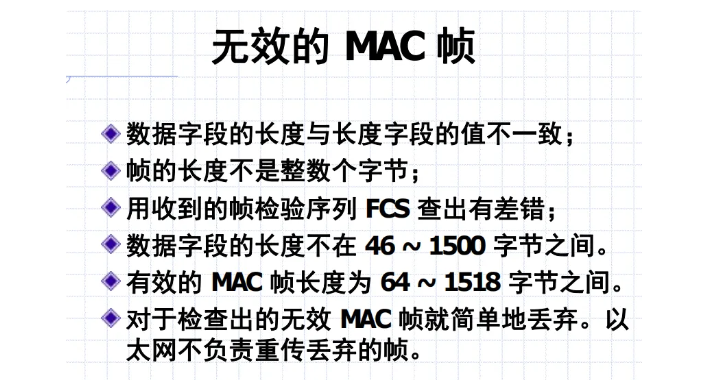 无效的 MAC 帧
数据字段的长度与长度字段的值不一致；
帧的长度不是整数个字节；
用收到的帧检验序列 FCS 查出有差错；
数据字段的长度不在 46 ~ 1500 字节之间。
有效的 MAC 帧长度为 64 ~ 1518 字节之间。
对于检查出的无效 MAC 帧就简单地丢弃。以
太网不负责重传丢弃的帧。